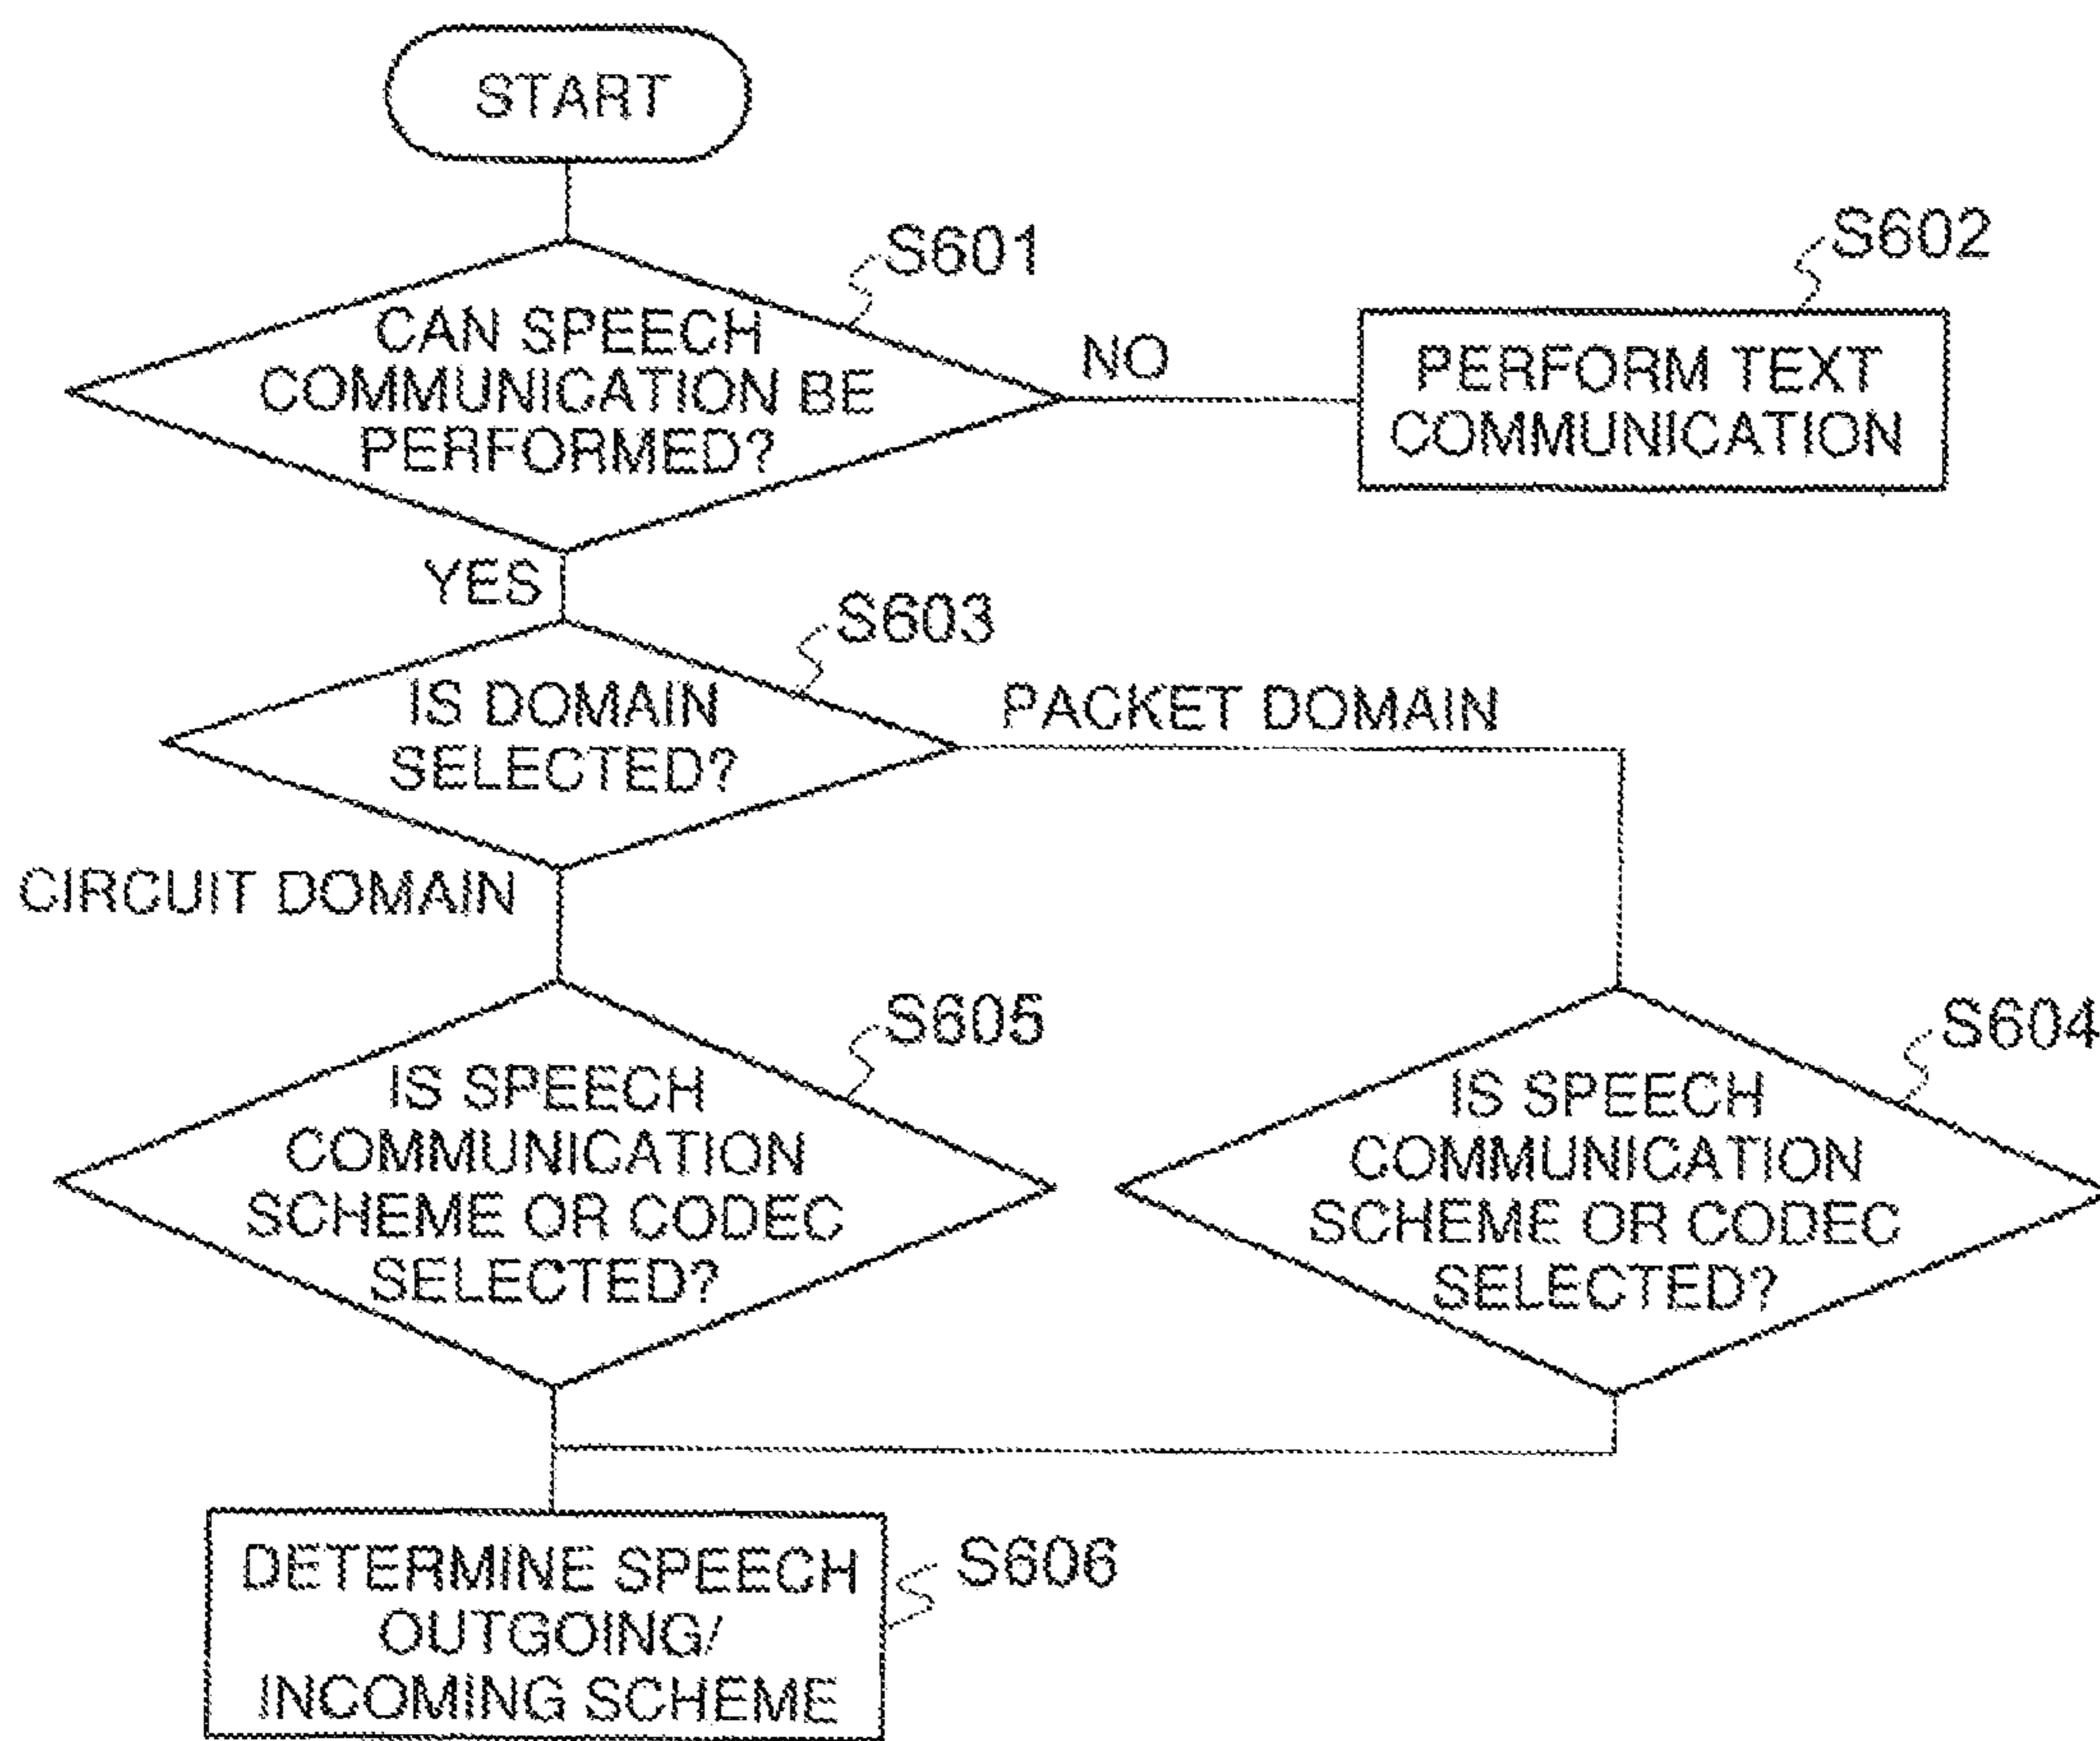 START
S601
CAN SPEECH
COMMUNICATION BE
PERFORMED?
NO
S602
PERFORM TEXT
COMMUNICATION
YES
S603
IS DOMAIN
SELECTED?
PACKET DOMAIN
CIRCUIT DOMAIN
S605
IS SPEECH
COMMUNICATION
SCHEME OR CODEC
SELECTED?
S604
IS SPEECH
COMMUNICATION
SCHEME OR CODEC
SELECTED?
DETERMINE SPEECH
OUTGOING/
INCOMING SCHEME
S606